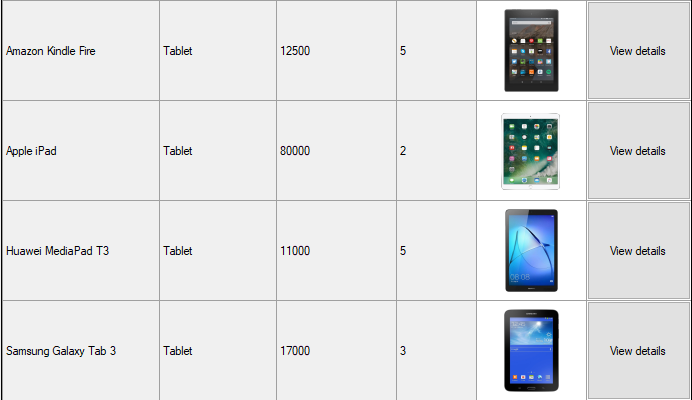 Amazon Kindle Fire Tablet 12500 5 View details
Apple iPad Tablet 80000 2 View details
Huawei MediaPad T3 Tablet 11000 5 View details
Samsung Galaxy Tab 3 Tablet 17000 3 View details